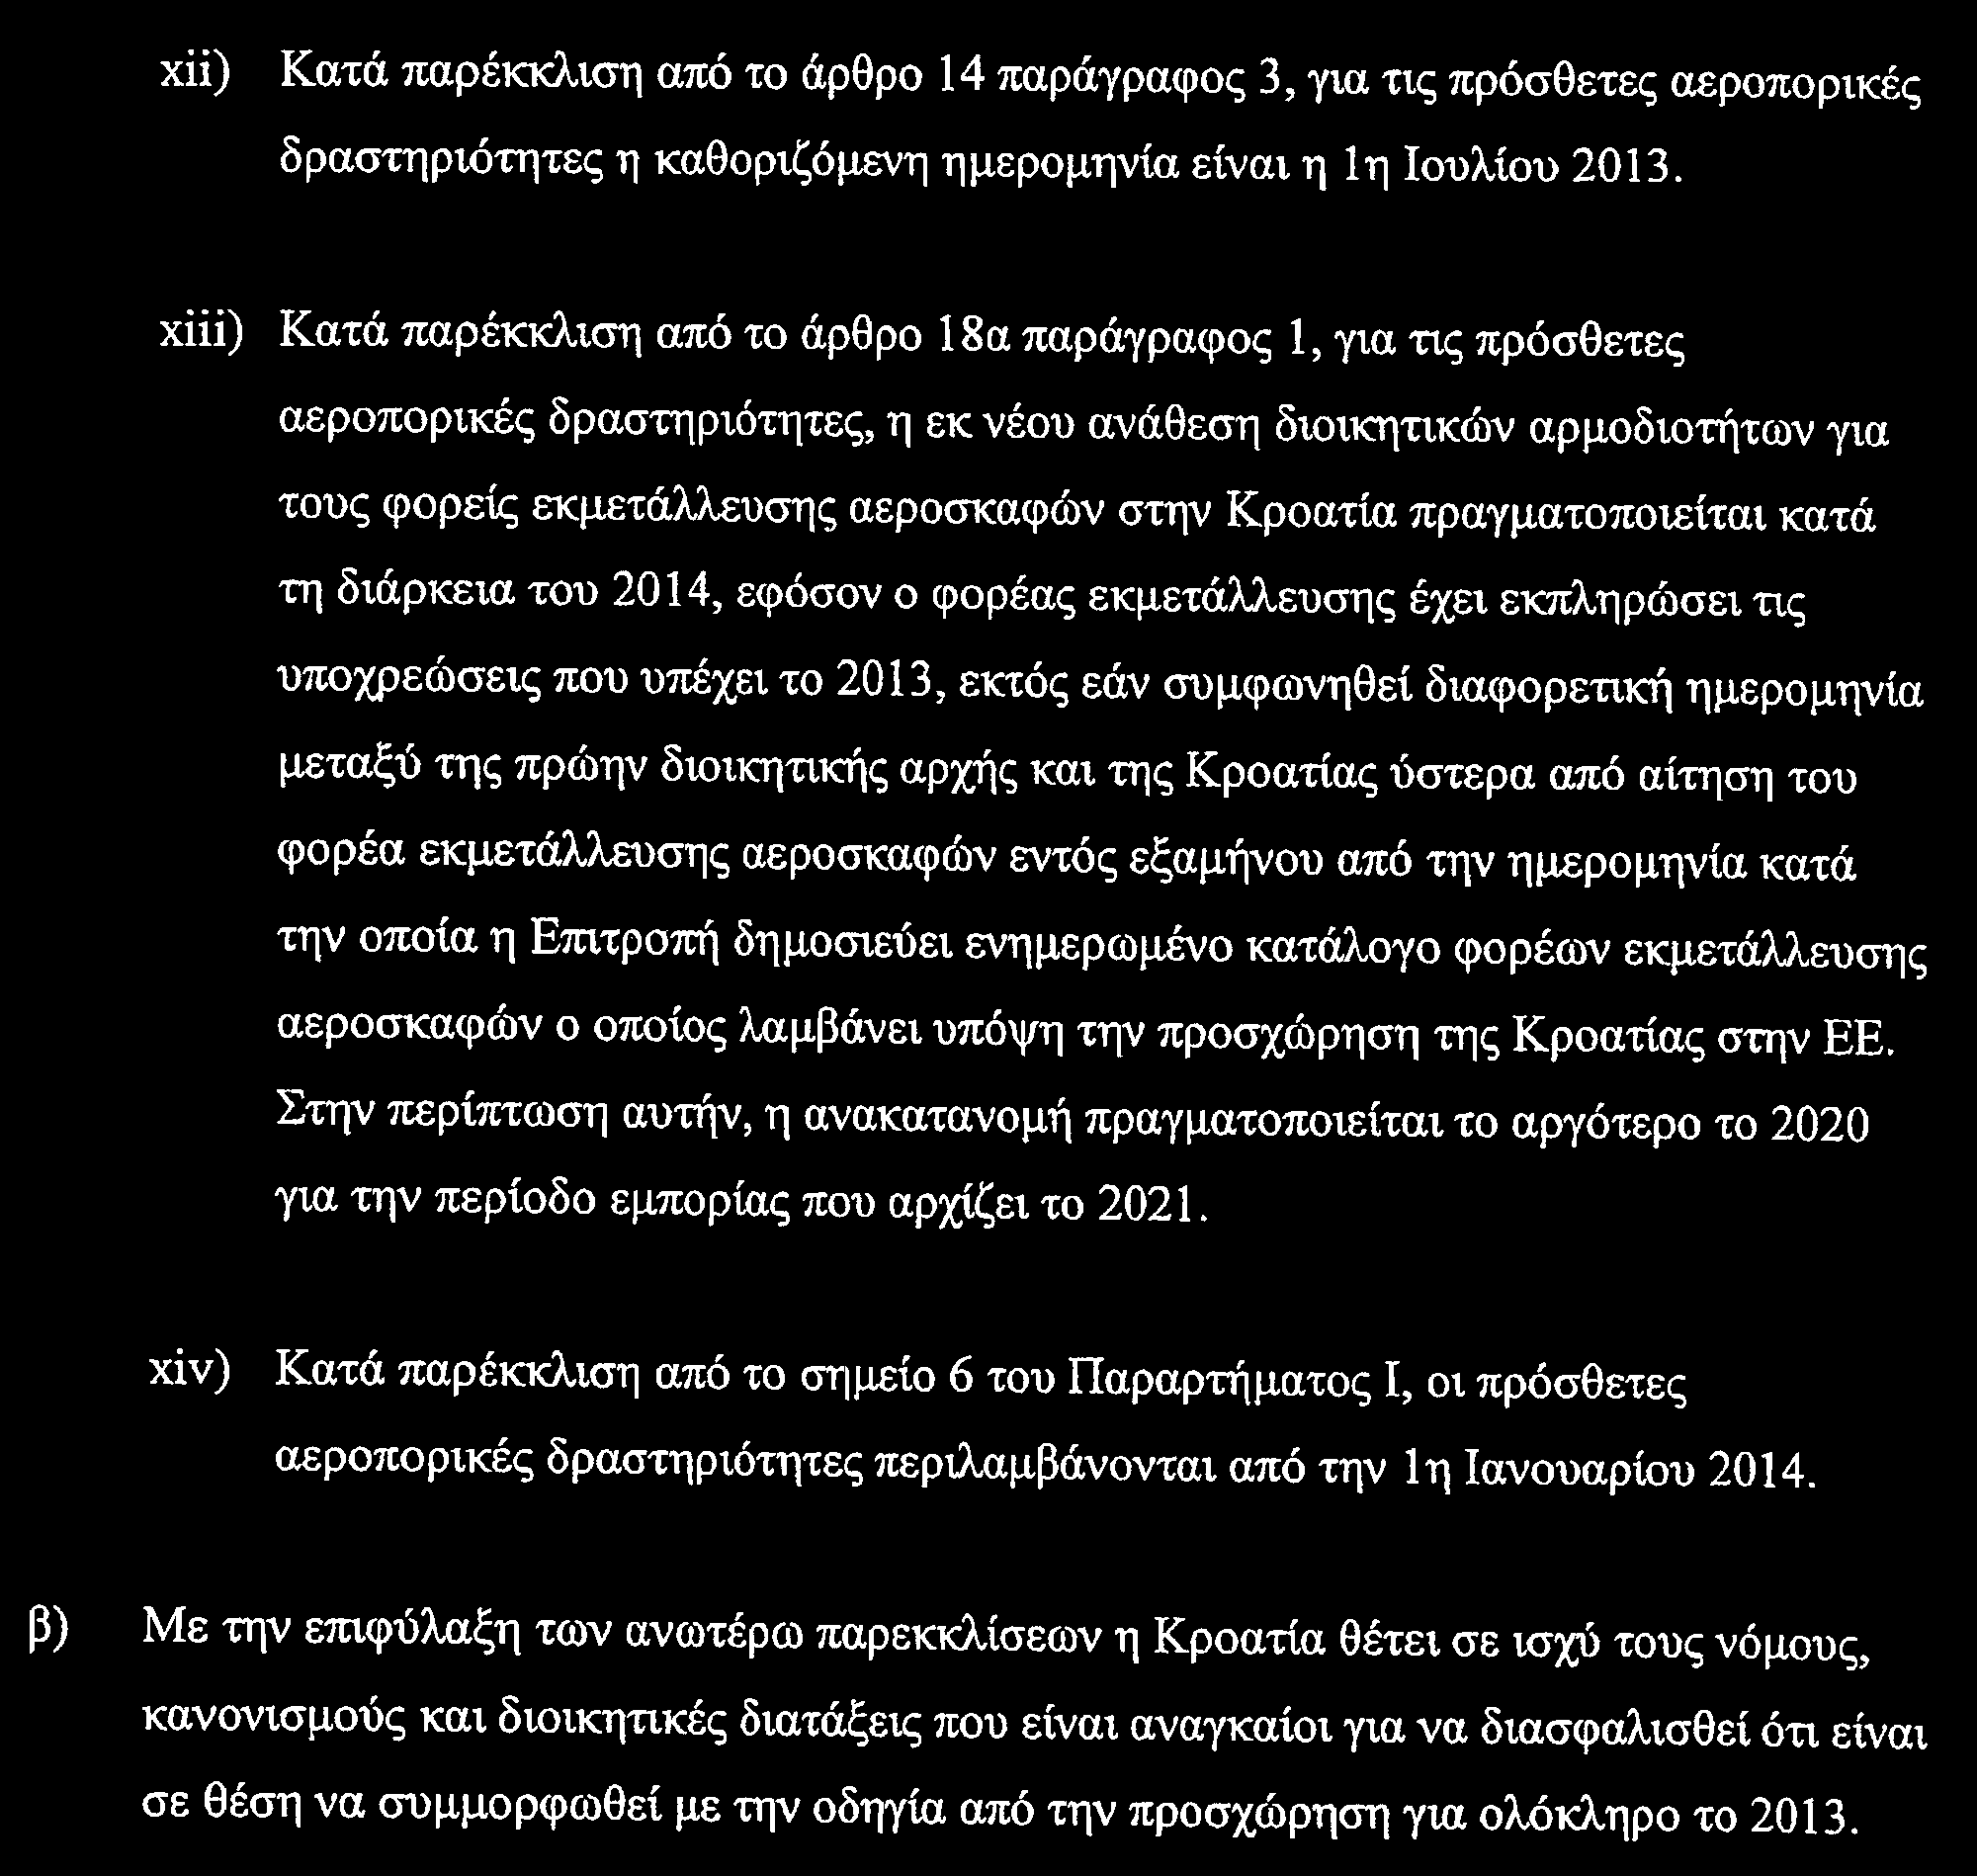 xii) Κατά παρέκκλιση από το άρθρο 14 παράγραφος 3, για τις πρόσθετες αεροπορικές
δραστηριότητες η καθοριζόμενη ημερομηνία είναι η 1η Ιουλίου 2013.
xiii) Κατά παρέκκλιση από το άρθρο 18α παράγραφος 1, για τις πρόσθετες
αεροπορικές δραστηριότητες, η εκ νέου ανάθεση διοικητικών αρμοδιοτήτων για
τους φορείς εκμετάλλευσης αεροσκαφών στην Κροατία πραγματοποιείται κατά
τη διάρκεια του 2014, εφόσον ο φορέας εκμετάλλευσης έχει εκπληρώσει τις
υποχρεώσεις που υπέχει το 2013, εκτός εάν συμφωνηθεί διαφορετική ημερομηνία
μεταξύ της πρώην διοικητικής αρχής και της Κροατίας ύστερα από αίτηση του
φορέα εκμετάλλευσης αεροσκαφών εντός εξαμήνου από την ημερομηνία κατά
την οποία η Επιτροπή δημοσιεύει ενημερωμένο κατάλογο φορέων εκμετάλλευσης
αεροσκαφών ο οποίος λαμβάνει υπόψη την προσχώρηση της Κροατίας στην ΕΕ.
Στην περίπτωση αυτήν, η ανακατανομή πραγματοποιείται το αργότερο το 2020
για την περίοδο εμπορίας που αρχίζει το 2021.
xiv) Κατά παρέκκλιση από το σημείο 6 του Παραρτήματος Ι, οι πρόσθετες
αεροπορικές δραστηριότητες περιλαμβάνονται από την 1η Ιανουαρίου 2014.
β) Με την επιφύλαξη των ανωτέρω παρεκκλίσεων η Κροατία θέτει σε ισχύ τους νόμους,
κανονισμούς και διοικητικές διατάξεις που είναι αναγκαίοι για να διασφαλισθεί ότι είναι
σε θέση να συμμορφωθεί με την οδηγία από την προσχώρηση για ολόκληρο το 2013.